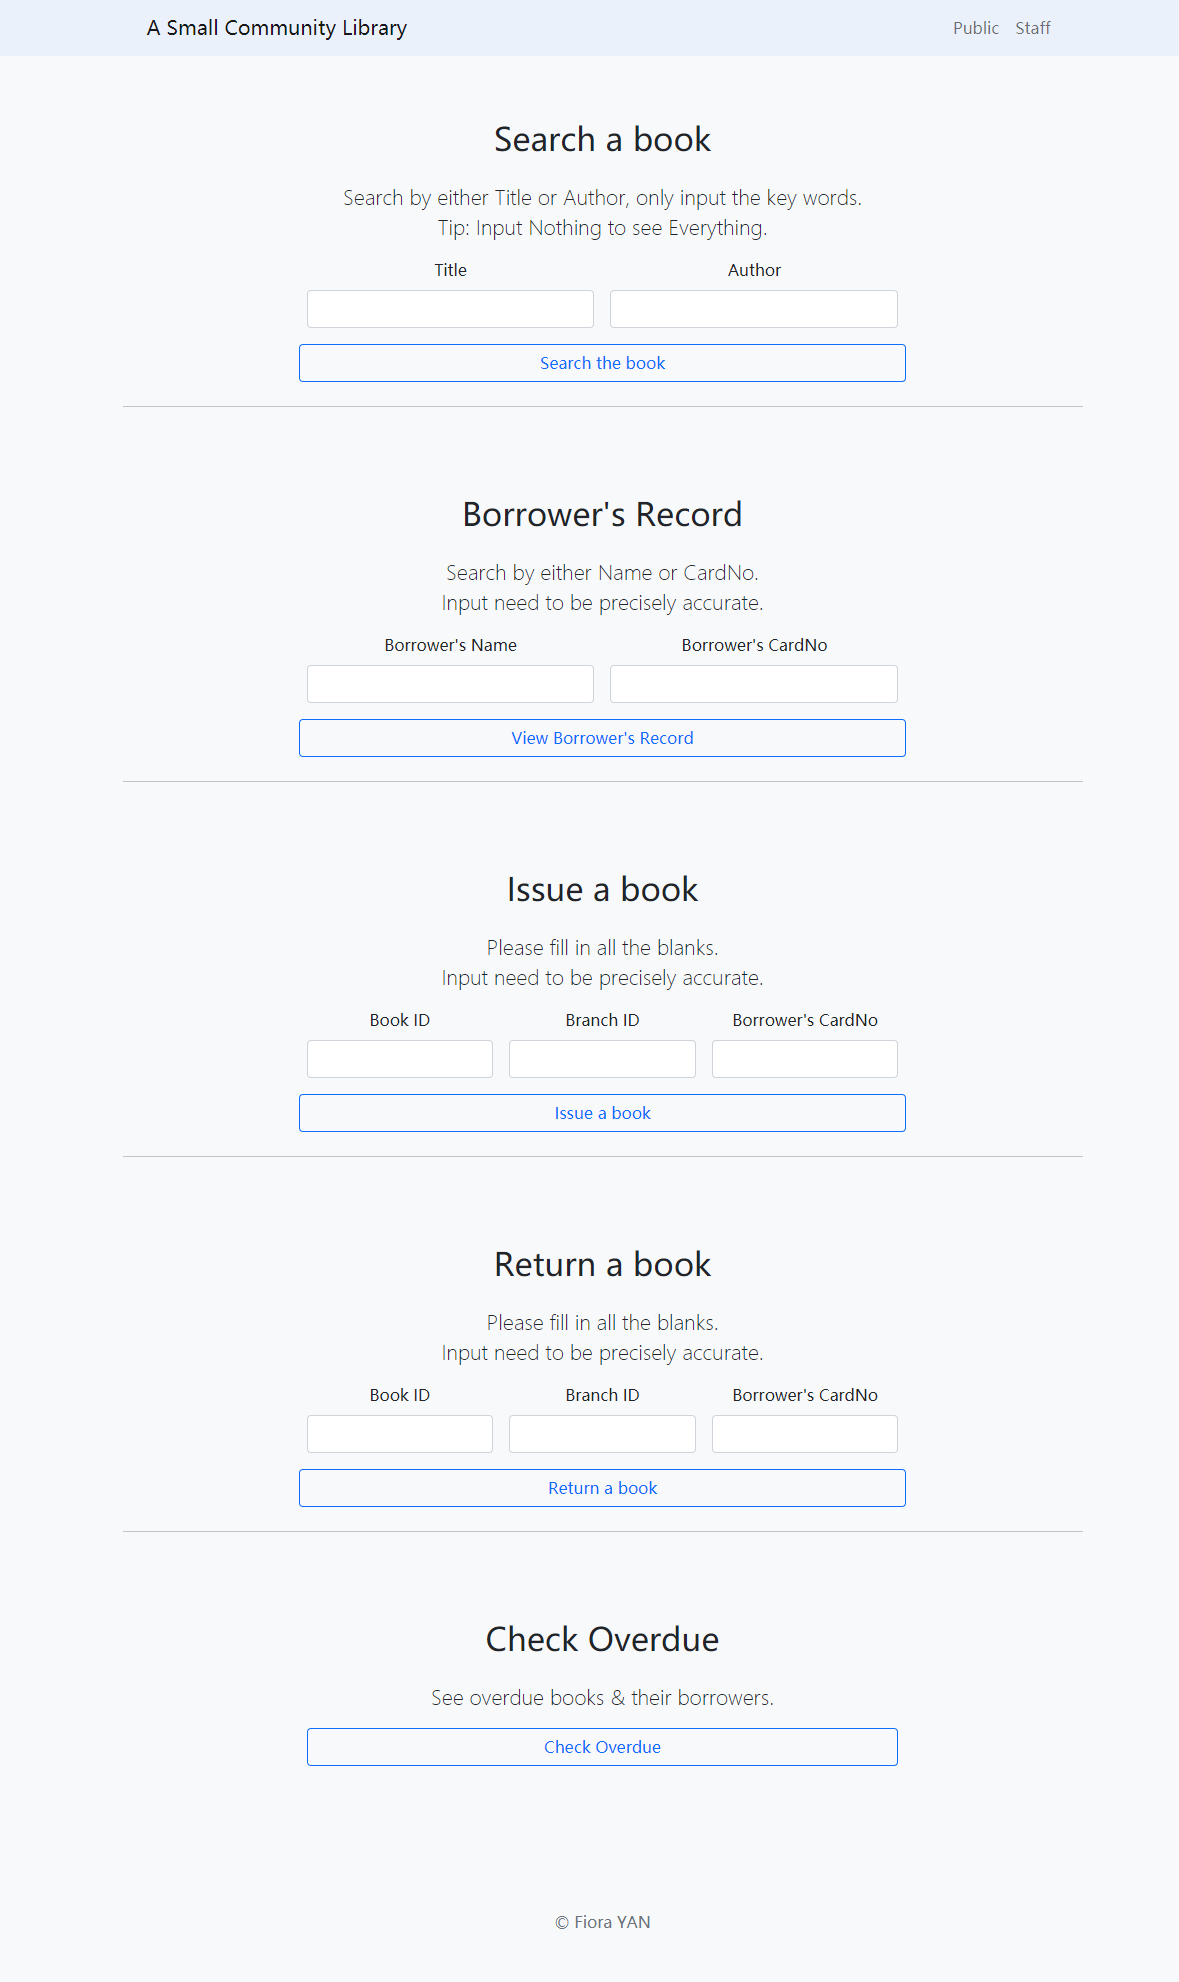 A Small Community Library
Public Staff
Search a book
Search by either Title or Author, only input the key words.
Tip: Input Nothing to see Everything.
Title Author
Search the book
Borrower's Record
Search by either Name or CardNo.
Input need to be precisely accurate.
Borrower's Name Borrower's CardNo
View Borrower's Record
Issue a book
Please fill in all the blanks.
Input need to be precisely accurate.
Book ID Branch ID Borrower's CardNo
Issue a book
Return a book
Please fill in all the blanks.
Input need to be precisely accurate.
Book ID Branch ID Borrower's CardNo
Return a book
Check Overdue
See overdue books & their borrowers.
Check Overdue
© Fiora YAN